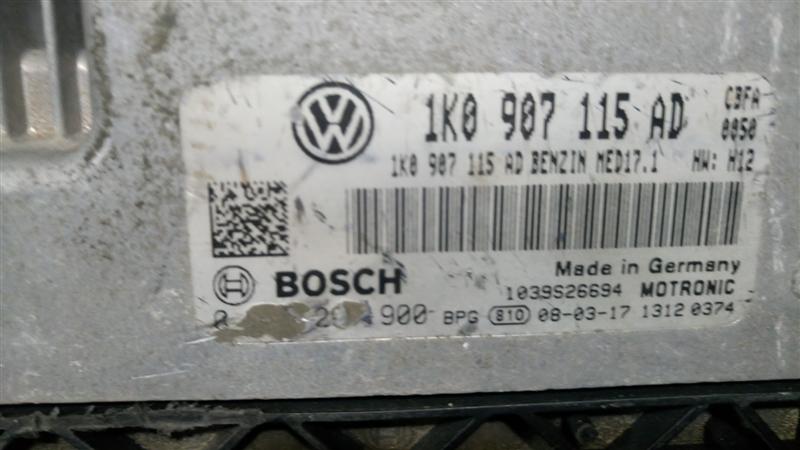 1K0 907 115 AD
CBFA
0050
1K0 907 115 AD BENZIN MED17.1 HW: H12
BOSCH
Made in Germany
1039S26694 MOTRONIC
900 BPG 810 08-03-17 1312 0374